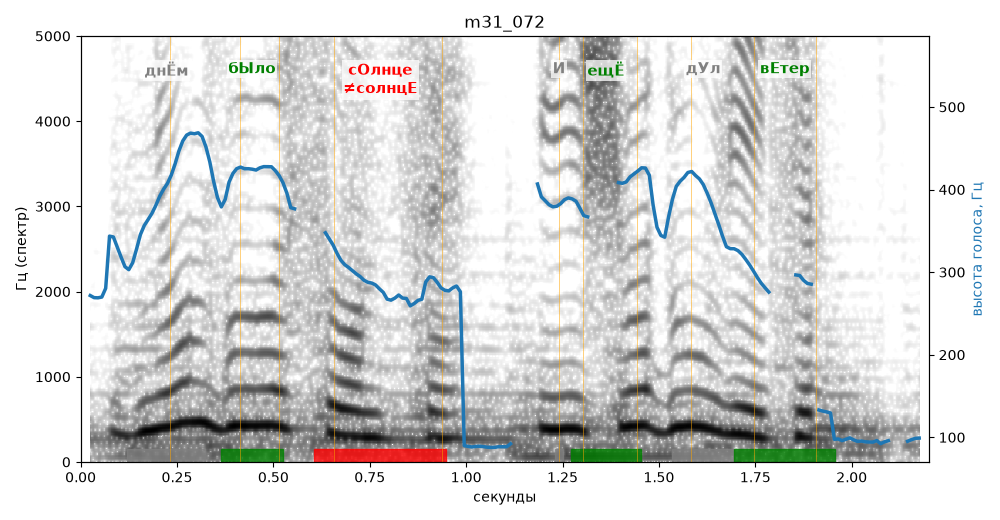 m31_072
5000
4000
3000
2000
1000
0
Гц (спектр)
днЁм
бЫло
сОлнце
≠солнцЕ
И
ещЁ
дУл
вЕтер
500
400
300
200
100
высота голоса, Гц
0.00
0.25
0.50
0.75
1.00
1.25
1.50
1.75
2.00
секунды